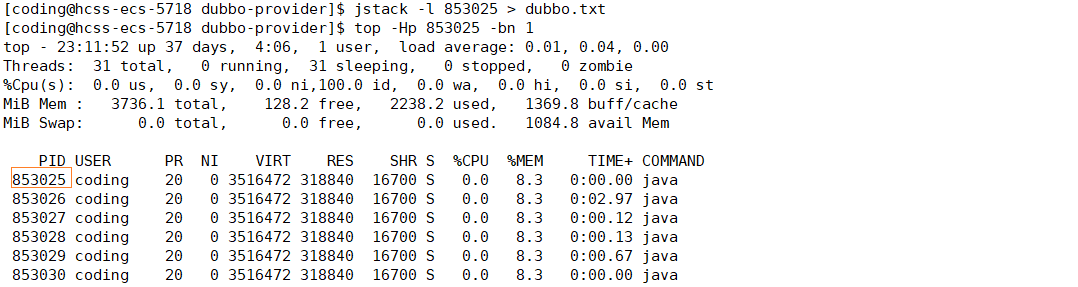 [coding@hcss-ecs-5718 dubbo-provider]$ jstack -l 853025 > dubbo.txt
[coding@hcss-ecs-5718 dubbo-provider]$ top -Hp 853025 -bn 1
top - 23:11:52 up 37 days,  4:06,  1 user,  load average: 0.01, 0.04, 0.00
Threads:  31 total,   0 running,  31 sleeping,   0 stopped,   0 zombie
%Cpu(s):  0.0 us,  0.0 sy,  0.0 ni,100.0 id,  0.0 wa,  0.0 hi,  0.0 si,  0.0 st
MiB Mem :   3736.1 total,    128.2 free,   2238.2 used,   1369.8 buff/cache
MiB Swap:      0.0 total,      0.0 free,      0.0 used.   1084.8 avail Mem
PID USER      PR  NI    VIRT    RES    SHR S  %CPU  %MEM     TIME+ COMMAND
853025 coding    20   0 3516472 318840  16700 S   0.0   8.3   0:00.00 java
853026 coding    20   0 3516472 318840  16700 S   0.0   8.3   0:02.97 java
853027 coding    20   0 3516472 318840  16700 S   0.0   8.3   0:00.12 java
853028 coding    20   0 3516472 318840  16700 S   0.0   8.3   0:00.13 java
853029 coding    20   0 3516472 318840  16700 S   0.0   8.3   0:00.67 java
853030 coding    20   0 3516472 318840  16700 S   0.0   8.3   0:00.00 java